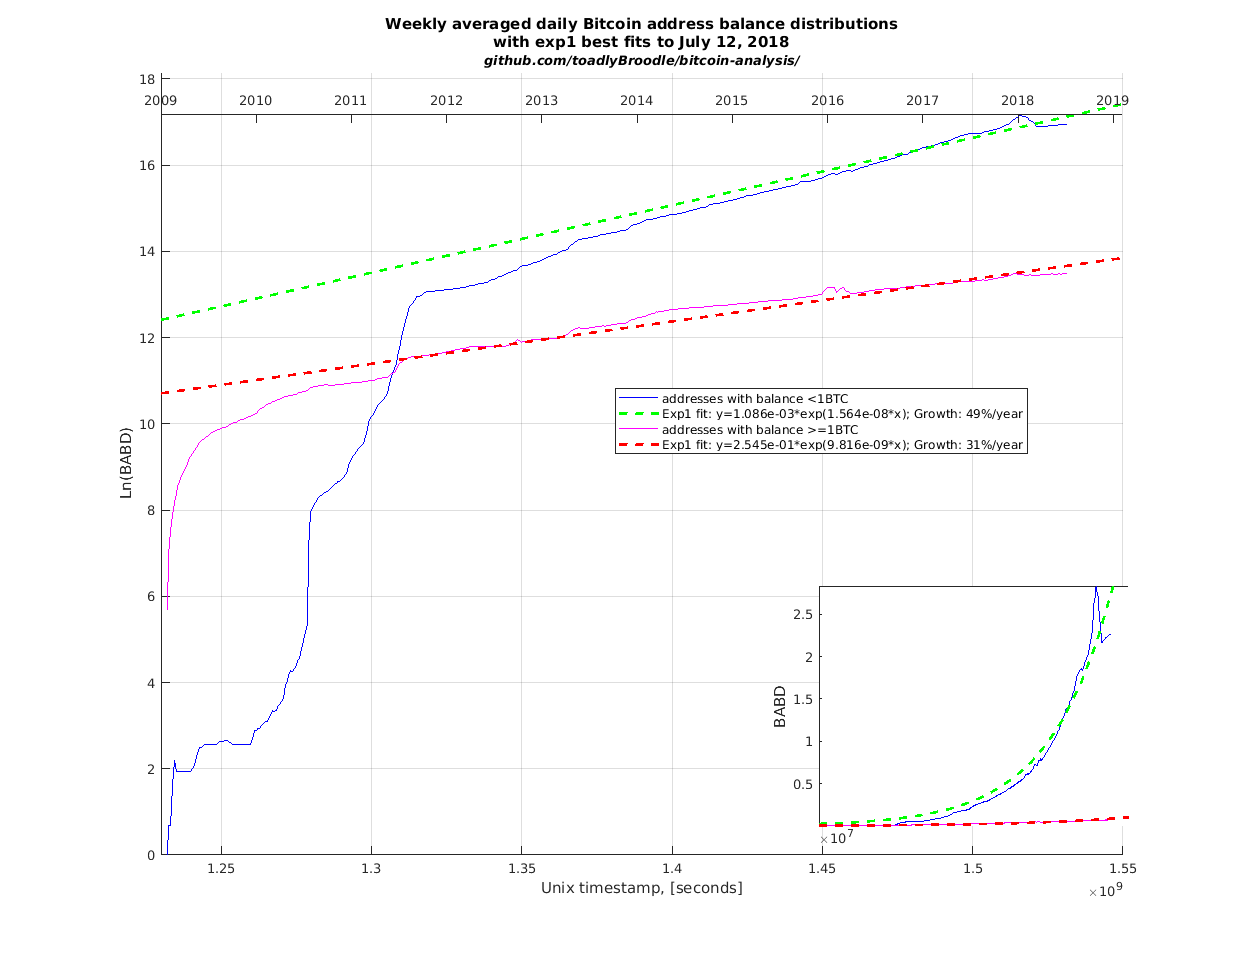 Weekly averaged daily Bitcoin address balance distributions
with exp1 best fits to July 12, 2018
github.com/toadlyBroodle/bitcoin-analysis/
18
2009 2010 2011 2012 2013 2014 2015 2016 2017 2018 2019
16
14
12
10
8
6
4
2
0
Ln(BABD)
addresses with balance <1BTC
Exp1 fit: y=1.086e-03*exp(1.564e-08*x); Growth: 49%/year
addresses with balance >=1BTC
Exp1 fit: y=2.545e-01*exp(9.816e-09*x); Growth: 31%/year
2.5
2
1.5
1
0.5
BABD
×10^7
1.25 1.3 1.35 1.4 1.45 1.5 1.55
Unix timestamp, [seconds]
×10^9